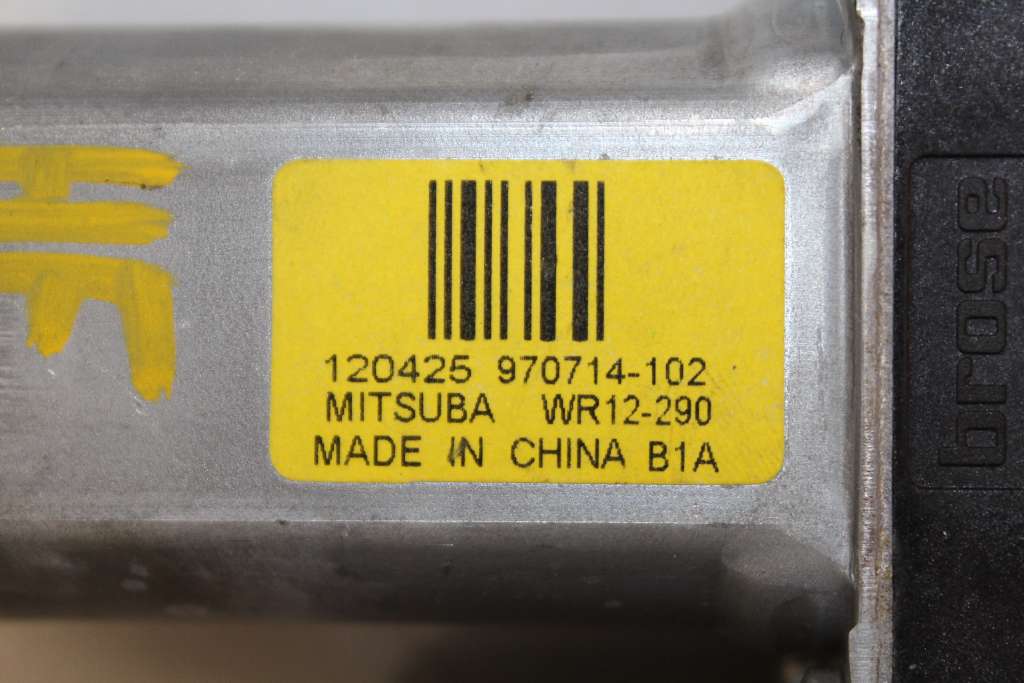 120425 970714-102
MITSUBA WR12-290
MADE IN CHINA B1A
brose